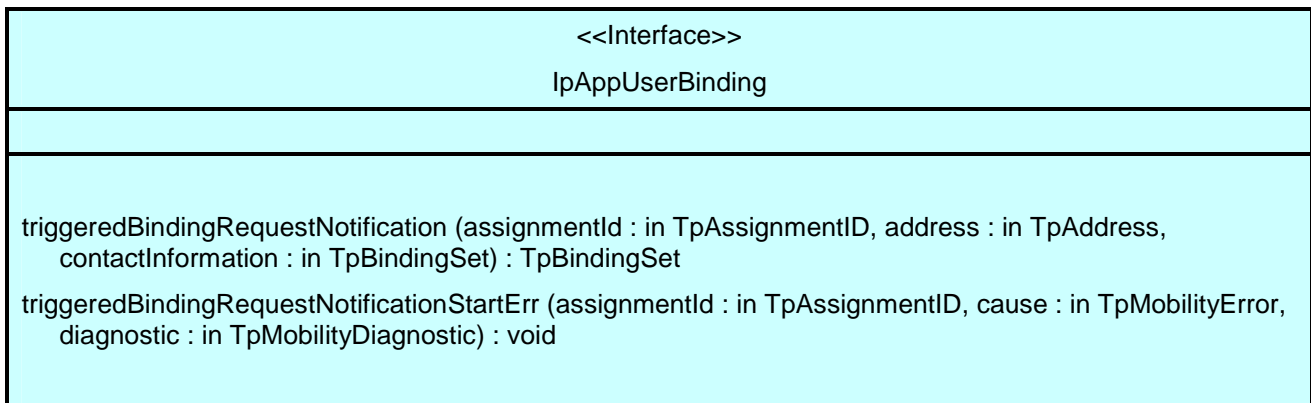 <<Interface>>
IpAppUserBinding
triggeredBindingRequestNotification (assignmentId : in TpAssignmentID, address : in TpAddress,
contactInformation : in TpBindingSet) : TpBindingSet
triggeredBindingRequestNotificationStartErr (assignmentId : in TpAssignmentID, cause : in TpMobilityError,
diagnostic : in TpMobilityDiagnostic) : void